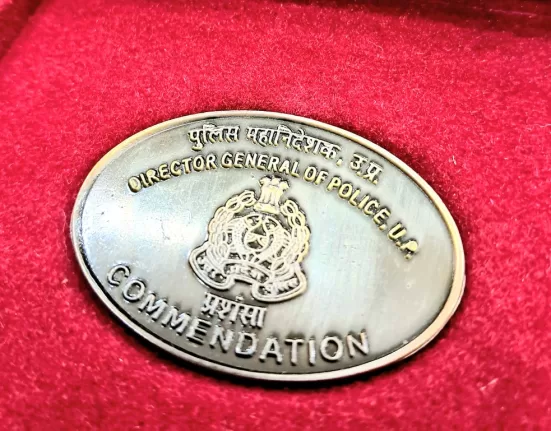 पुलिस महानिदेशक, उ.प्र.
DIRECTOR GENERAL OF POLICE, U.P.
प्रशंसा
COMMENDATION